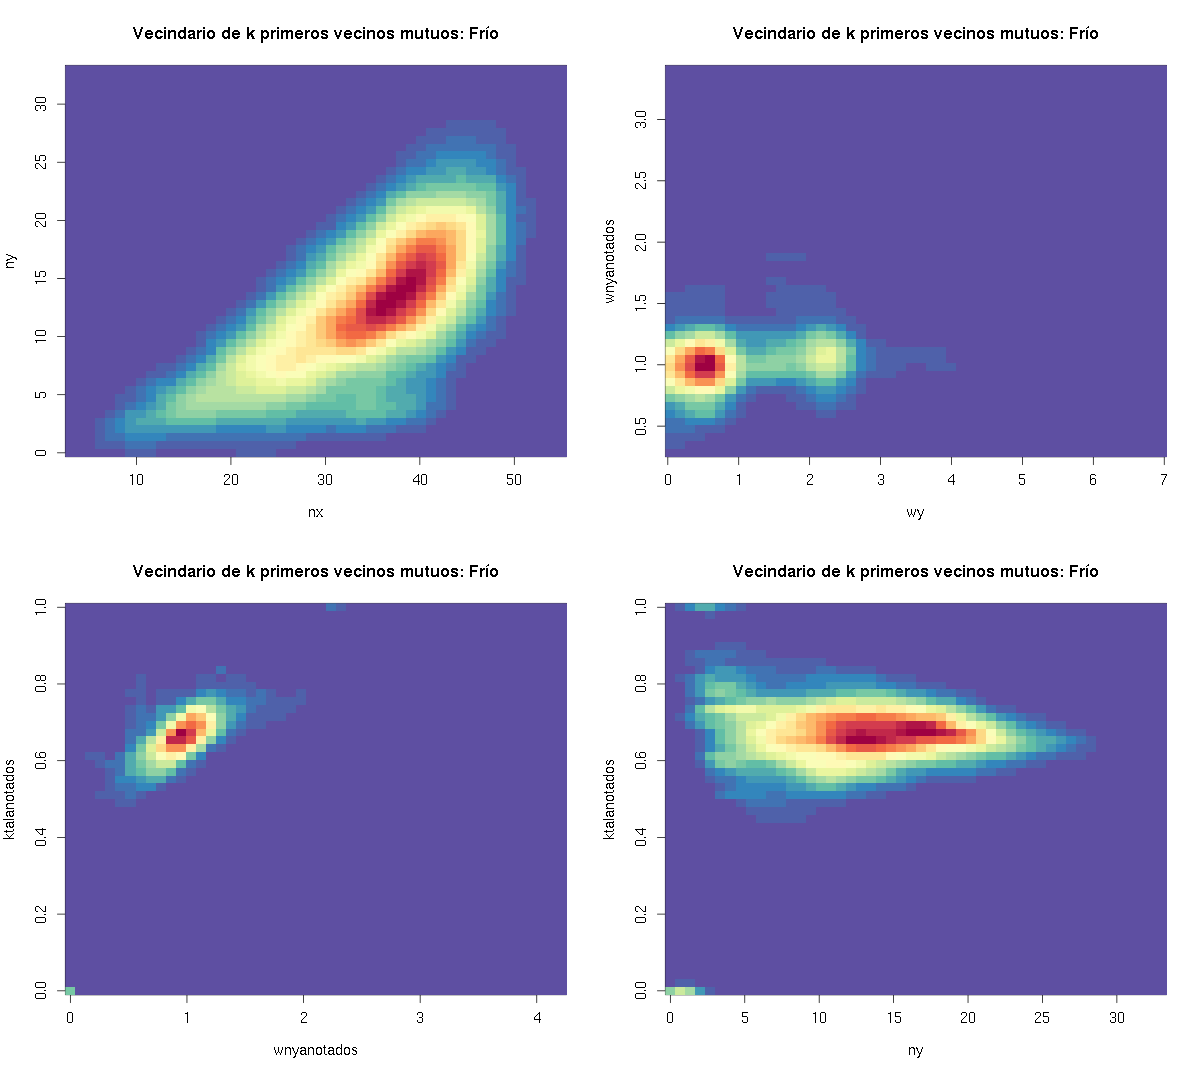 Vecindario de k primeros vecinos mutuos: Frío
30
25
20
15
10
5
0
ny
10 20 30 40 50
nx
Vecindario de k primeros vecinos mutuos: Frío
3.0
2.5
2.0
1.5
1.0
0.5
wnyanotados
0 1 2 3 4 5 6 7
wy
Vecindario de k primeros vecinos mutuos: Frío
1.0
0.8
0.6
0.4
0.2
0.0
ktalanotados
0 1 2 3 4
wnyanotados
Vecindario de k primeros vecinos mutuos: Frío
1.0
0.8
0.6
0.4
0.2
0.0
ktalanotados
0 5 10 15 20 25 30
ny